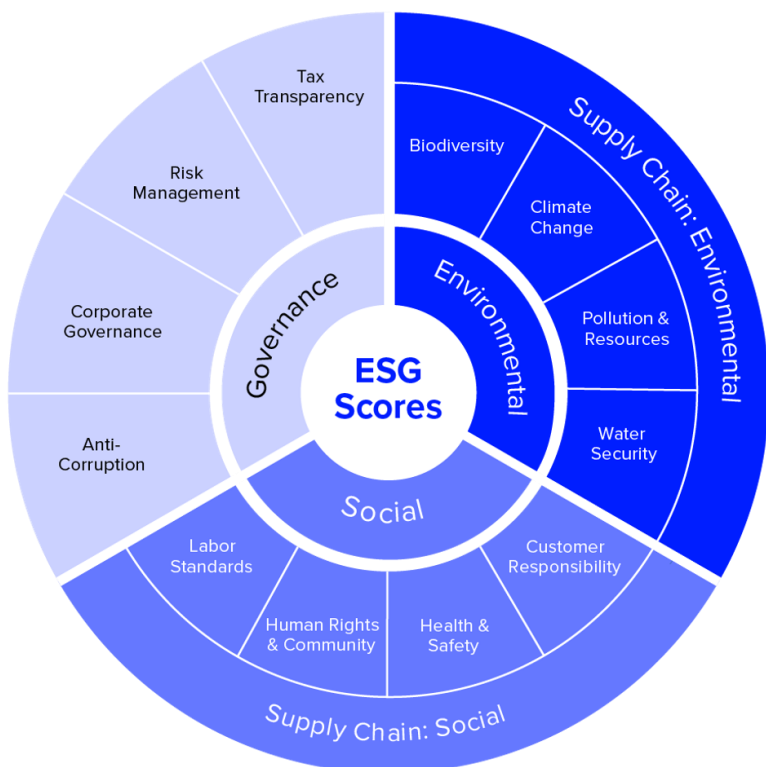 ESG
Scores
Governance
Environmental
Social
Tax
Transparency
Risk
Management
Corporate
Governance
Anti-
Corruption
Biodiversity
Climate
Change
Pollution &
Resources
Water
Security
Supply Chain: Environmental
Customer
Responsibility
Health &
Safety
Human Rights
& Community
Labor
Standards
Supply Chain: Social